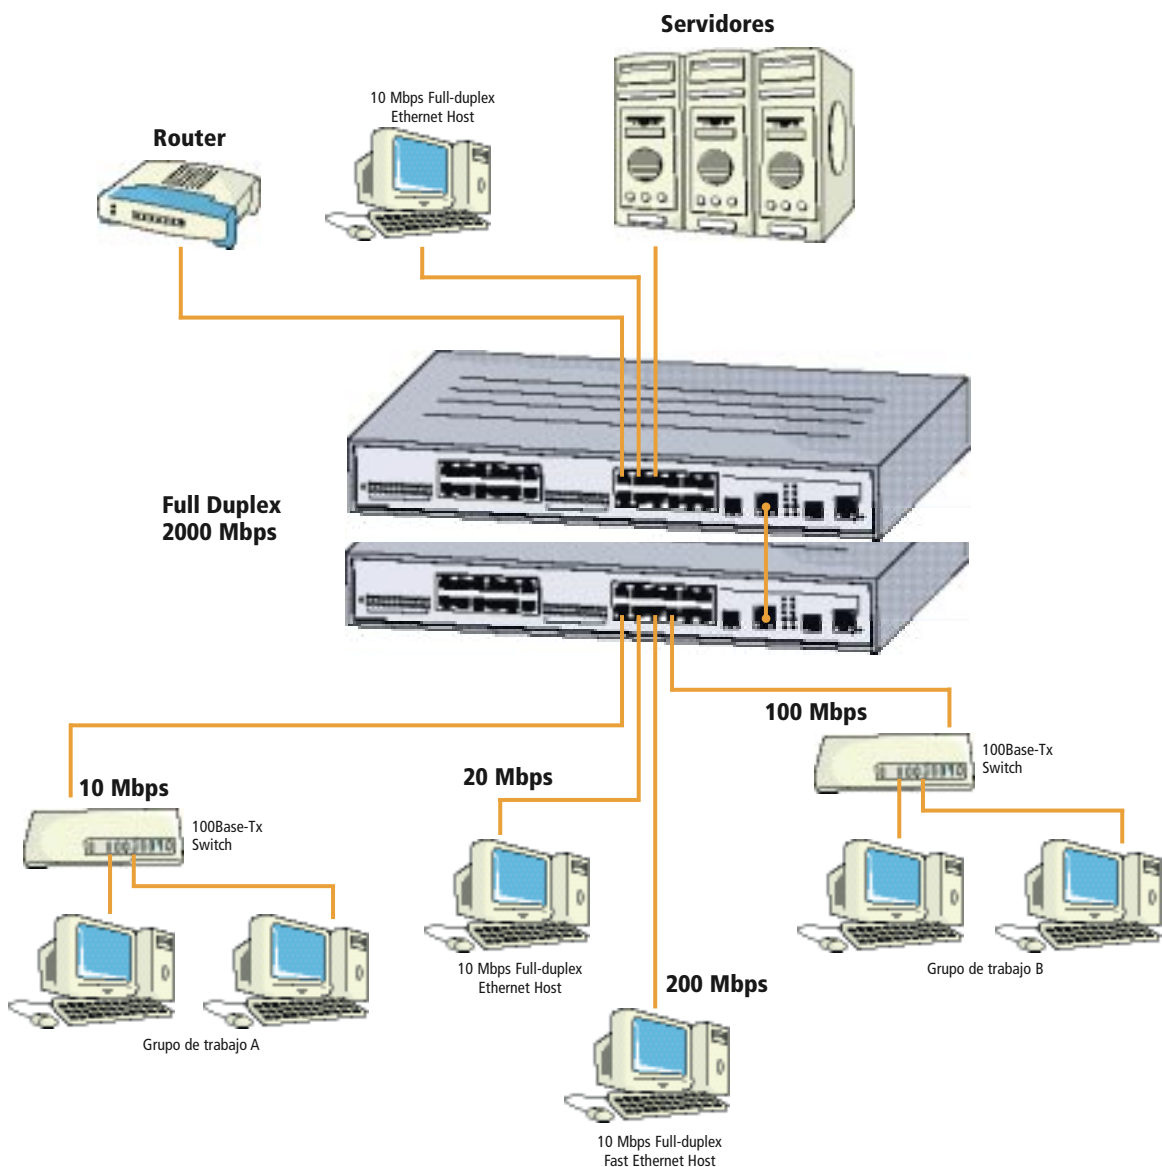 Servidores
10 Mbps Full-duplex
Ethernet Host
Router
Full Duplex
2000 Mbps
100 Mbps
100Base-Tx
Switch
20 Mbps
10 Mbps
100Base-Tx
Switch
10 Mbps Full-duplex
Ethernet Host
Grupo de trabajo B
200 Mbps
Grupo de trabajo A
10 Mbps Full-duplex
Fast Ethernet Host